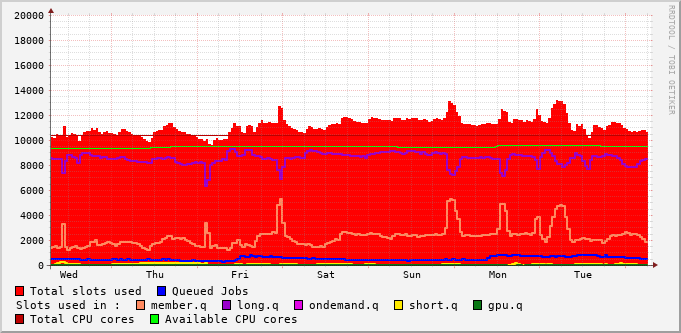 20000
18000
16000
14000
12000
10000
8000
6000
4000
2000
0
Wed Thu Fri Sat Sun Mon Tue
Total slots used Queued Jobs
Slots used in : member.q long.q ondemand.q short.q gpu.q
Total CPU cores Available CPU cores
RRDTOOL / TOBI OETIKER